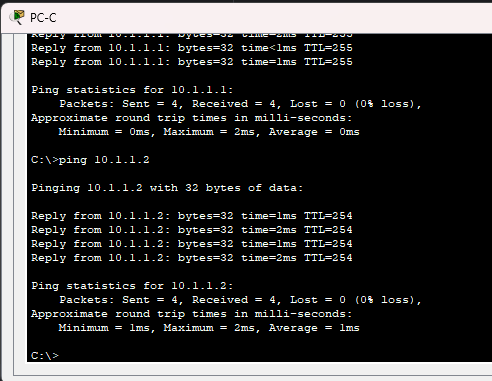 PC-C
Reply from 10.1.1.1: bytes=32 time=2ms TTL=255
Reply from 10.1.1.1: bytes=32 time<1ms TTL=255
Reply from 10.1.1.1: bytes=32 time=1ms TTL=255
Ping statistics for 10.1.1.1:
Packets: Sent = 4, Received = 4, Lost = 0 (0% loss),
Approximate round trip times in milli-seconds:
Minimum = 0ms, Maximum = 2ms, Average = 0ms
C:\>ping 10.1.1.2
Pinging 10.1.1.2 with 32 bytes of data:
Reply from 10.1.1.2: bytes=32 time=1ms TTL=254
Reply from 10.1.1.2: bytes=32 time=2ms TTL=254
Reply from 10.1.1.2: bytes=32 time=2ms TTL=254
Reply from 10.1.1.2: bytes=32 time=2ms TTL=254
Ping statistics for 10.1.1.2:
Packets: Sent = 4, Received = 4, Lost = 0 (0% loss),
Approximate round trip times in milli-seconds:
Minimum = 1ms, Maximum = 2ms, Average = 1ms
C:\>